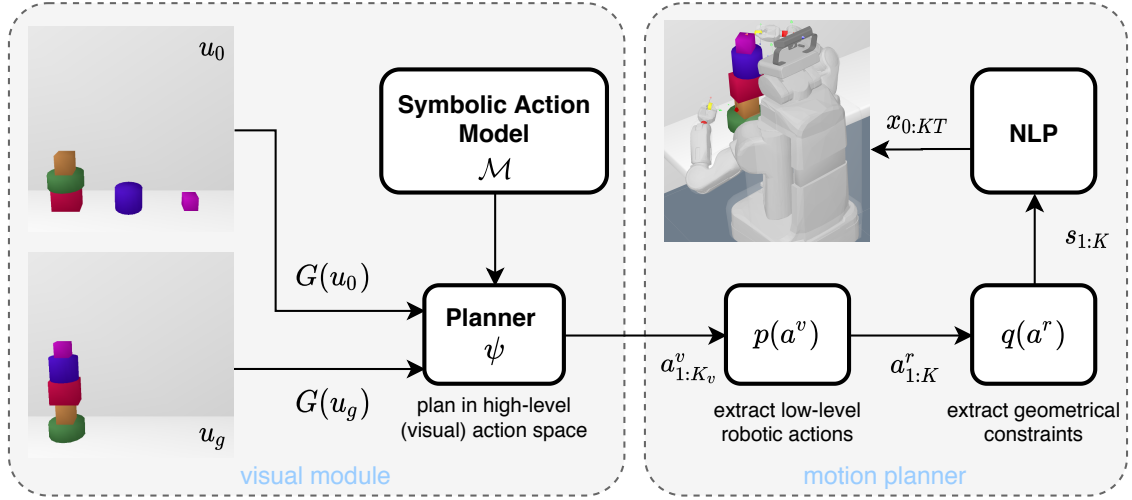 u_0
Symbolic Action
Model
ℳ
G(u_0)
Planner
ψ
G(u_g)
u_g
plan in high-level
(visual) action space
visual module
a^v_{1:K_v}
p(a^v)
extract low-level
robotic actions
a^r_{1:K}
q(a^r)
extract geometrical
constraints
s_{1:K}
NLP
x_{0:KT}
motion planner